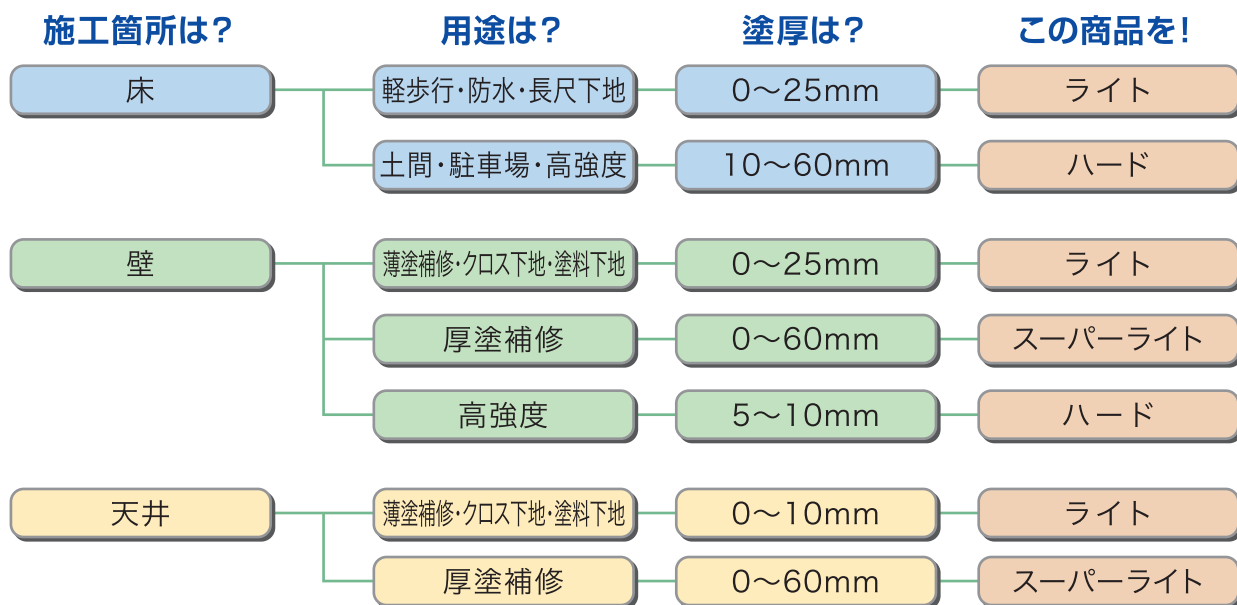 施工箇所は？ 用途は？ 塗厚は？ この商品を！
床 軽歩行・防水・長尺下地 0～25mm ライト
土間・駐車場・高強度 10～60mm ハード
壁 薄塗補修・クロス下地・塗料下地 0～25mm ライト
厚塗補修 0～60mm スーパーライト
高強度 5～10mm ハード
天井 薄塗補修・クロス下地・塗料下地 0～10mm ライト
厚塗補修 0～60mm スーパーライト